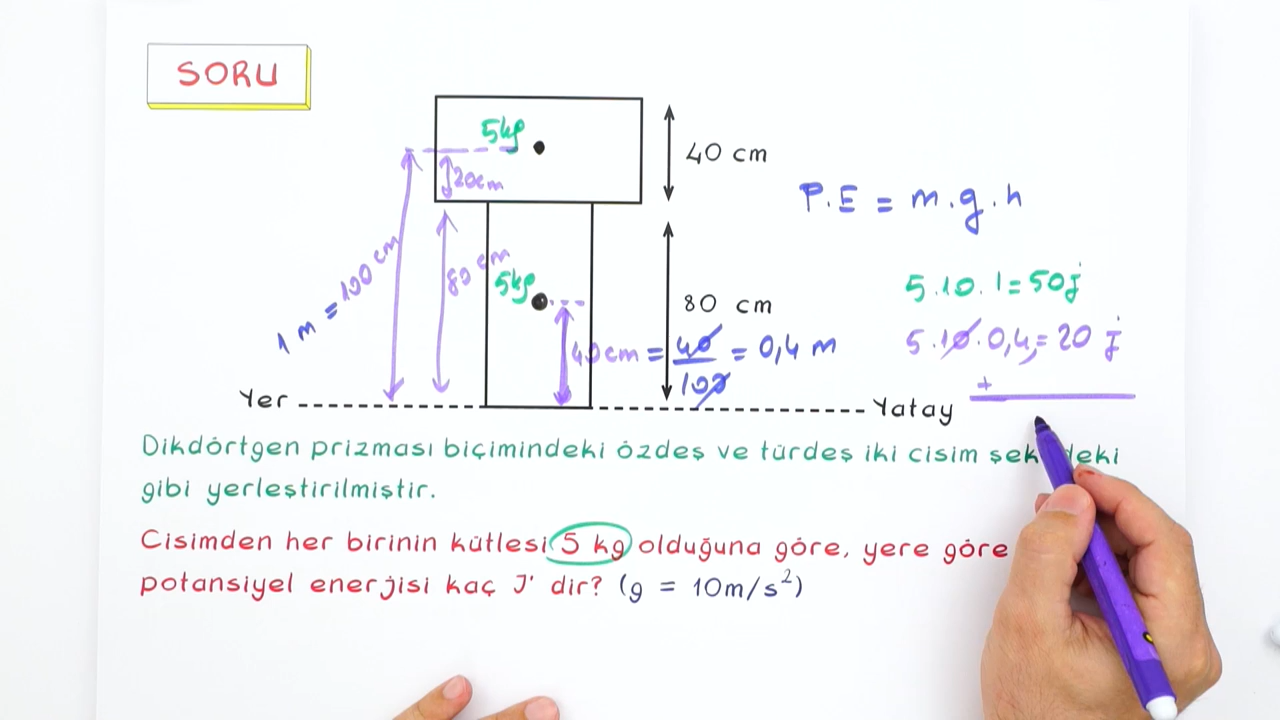 SORU
5kg
40 cm
20cm
P.E = m.g.h
1 m = 100 cm
80 cm
5kg
80 cm
5.10.1=50j
40cm = 40/100 = 0,4 m
5.10.0,4=20 j
+
Yer
Yatay
Dikdörtgen prizması biçimindeki özdeş ve türdeş iki cisim deki
gibi yerleştirilmiştir.
Cisimden her birinin kütlesi 5 kg olduğuna göre, yere göre
potansiyel enerjisi kaç J' dir? (g = 10m/s²)